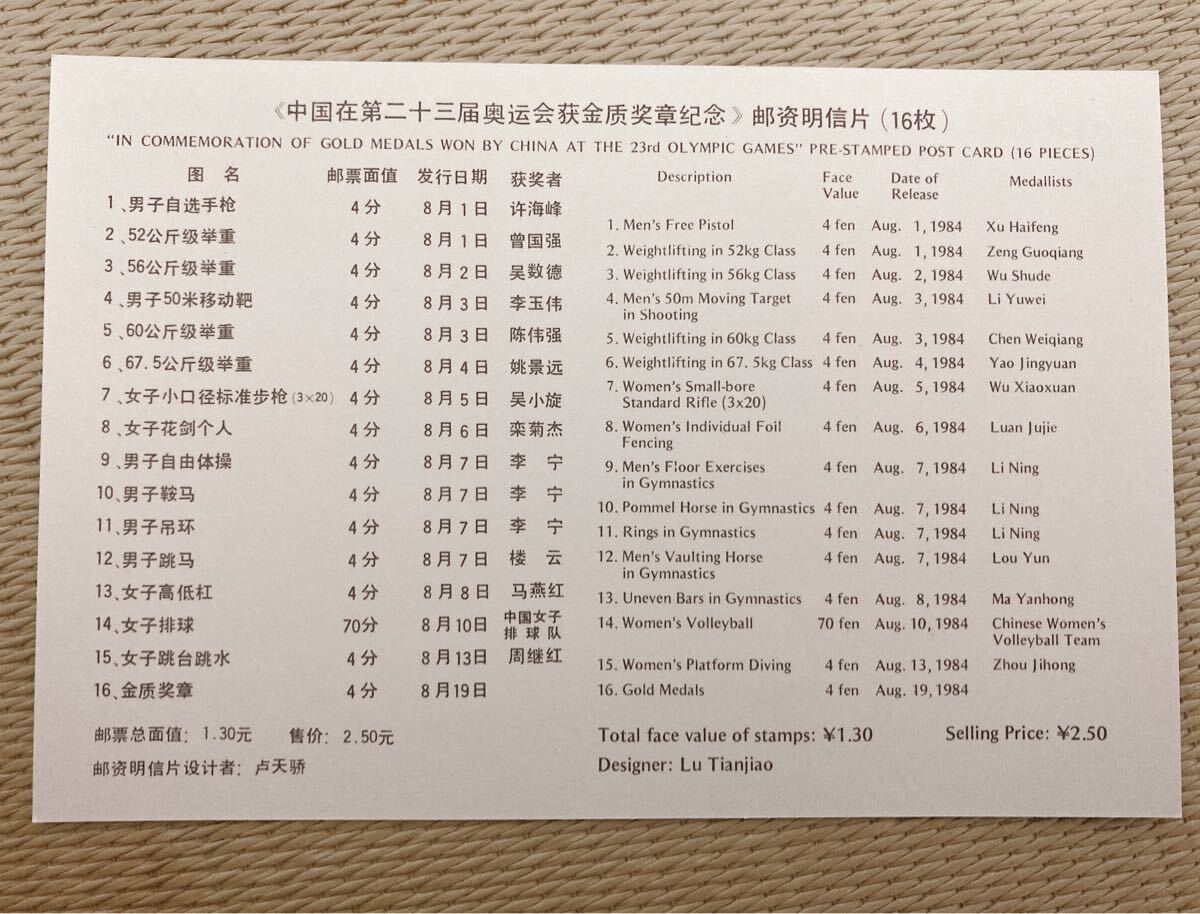 《中国在第二十三届奥运会获金质奖章纪念》邮资明信片(16枚)
"IN COMMEMORATION OF GOLD MEDALS WON BY CHINA AT THE 23rd OLYMPIC GAMES" PRE-STAMPED POST CARD (16 PIECES)
图 名 邮票面值 发行日期 获奖者
1、男子自选手枪 4分 8月1日 许海峰
2、52公斤级举重 4分 8月1日 曾国强
3、56公斤级举重 4分 8月2日 吴数德
4、男子50米移动靶 4分 8月3日 李玉伟
5、60公斤级举重 4分 8月3日 陈伟强
6、67.5公斤级举重 4分 8月4日 姚景远
7、女子小口径标准步枪(3×20) 4分 8月5日 吴小旋
8、女子花剑个人 4分 8月6日 栾菊杰
9、男子自由体操 4分 8月7日 李 宁
10、男子鞍马 4分 8月7日 李 宁
11、男子吊环 4分 8月7日 李 宁
12、男子跳马 4分 8月7日 楼 云
13、女子高低杠 4分 8月8日 马燕红
14、女子排球 70分 8月10日 中国女子
排球队
15、女子跳台跳水 4分 8月13日 周继红
16、金质奖章 4分 8月19日
邮票总面值：1.30元 售价：2.50元
邮资明信片设计者：卢天骄
Description Face Date of Medallists
Value Release
1. Men's Free Pistol 4 fen Aug. 1, 1984 Xu Haifeng
2. Weightlifting in 52kg Class 4 fen Aug. 1, 1984 Zeng Guoqiang
3. Weightlifting in 56kg Class 4 fen Aug. 2, 1984 Wu Shude
4. Men's 50m Moving Target 4 fen Aug. 3, 1984 Li Yuwei
in Shooting
5. Weightlifting in 60kg Class 4 fen Aug. 3, 1984 Chen Weiqiang
6. Weightlifting in 67. 5kg Class 4 fen Aug. 4, 1984 Yao Jingyuan
7. Women's Small-bore 4 fen Aug. 5, 1984 Wu Xiaoxuan
Standard Rifle (3x20)
8. Women's Individual Foil 4 fen Aug. 6, 1984 Luan Jujie
Fencing
9. Men's Floor Exercises 4 fen Aug. 7, 1984 Li Ning
in Gymnastics
10. Pommel Horse in Gymnastics 4 fen Aug. 7, 1984 Li Ning
11. Rings in Gymnastics 4 fen Aug. 7, 1984 Li Ning
12. Men's Vaulting Horse 4 fen Aug. 7, 1984 Lou Yun
in Gymnastics
13. Uneven Bars in Gymnastics 4 fen Aug. 8, 1984 Ma Yanhong
14. Women's Volleyball 70 fen Aug. 10, 1984 Chinese Women's
Volleyball Team
15. Women's Platform Diving 4 fen Aug. 13, 1984 Zhou Jihong
16. Gold Medals 4 fen Aug. 19, 1984
Total face value of stamps: ¥1.30 Selling Price: ¥2.50
Designer: Lu Tianjiao